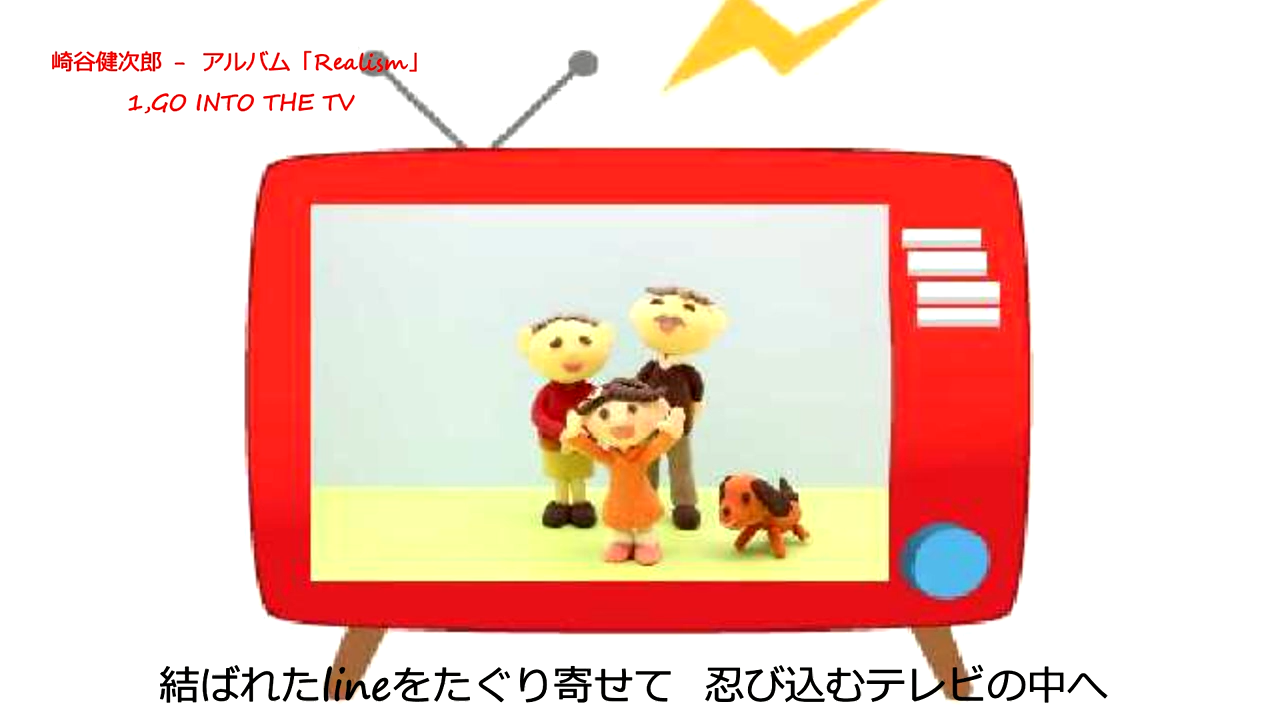 崎谷健次郎 - アルバム「Realism」
1,GO INTO THE TV
結ばれたlineをたぐり寄せて 忍び込むテレビの中へ